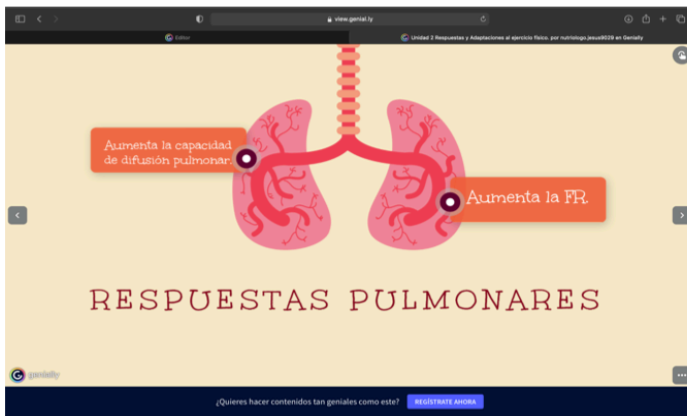 view.genial.ly
Editor
Unidad 2 Respuestas y Adaptaciones al ejercicio físico. por nutriologo.jesus9029 en Genially
Aumenta la capacidad
de difusión pulmonar.
Aumenta la FR.
RESPUESTAS PULMONARES
genially
¿Quieres hacer contenidos tan geniales como este?
REGÍSTRATE AHORA